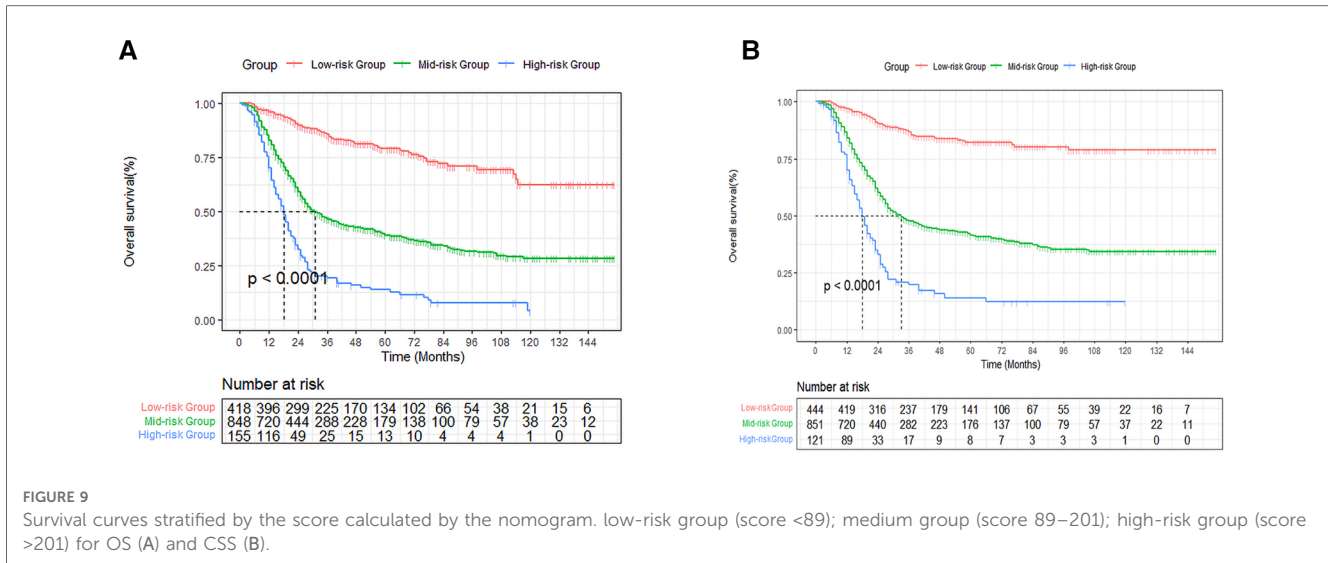 A
Group Low-risk Group Mid-risk Group High-risk Group
Overall survival(%)
1.00
0.75
0.50
0.25
0.00
p < 0.0001
0 12 24 36 48 60 72 84 96 108 120 132 144
Time (Months)
Number at risk
Low-risk Group 418 396 299 225 170 134 102 66 54 38 21 15 6
Mid-risk Group 848 720 444 288 228 179 138 100 79 57 38 23 12
High-risk Group 155 116 49 25 15 13 10 4 4 4 1 0 0
B
Group Low-risk Group Mid-risk Group High-risk Group
Overall survival(%)
1.00
0.75
0.50
0.25
0.00
p < 0.0001
0 12 24 36 48 60 72 84 96 108 120 132 144
Time (Months)
Number at risk
Low-risk Group 444 419 316 237 179 141 106 67 55 39 22 16 7
Mid-risk Group 851 720 440 282 223 176 137 100 79 57 37 22 11
High-risk Group 121 89 33 17 9 8 7 3 3 3 1 0 0
FIGURE 9
Survival curves stratified by the score calculated by the nomogram. low-risk group (score <89); medium group (score 89–201); high-risk group (score
>201) for OS (A) and CSS (B).